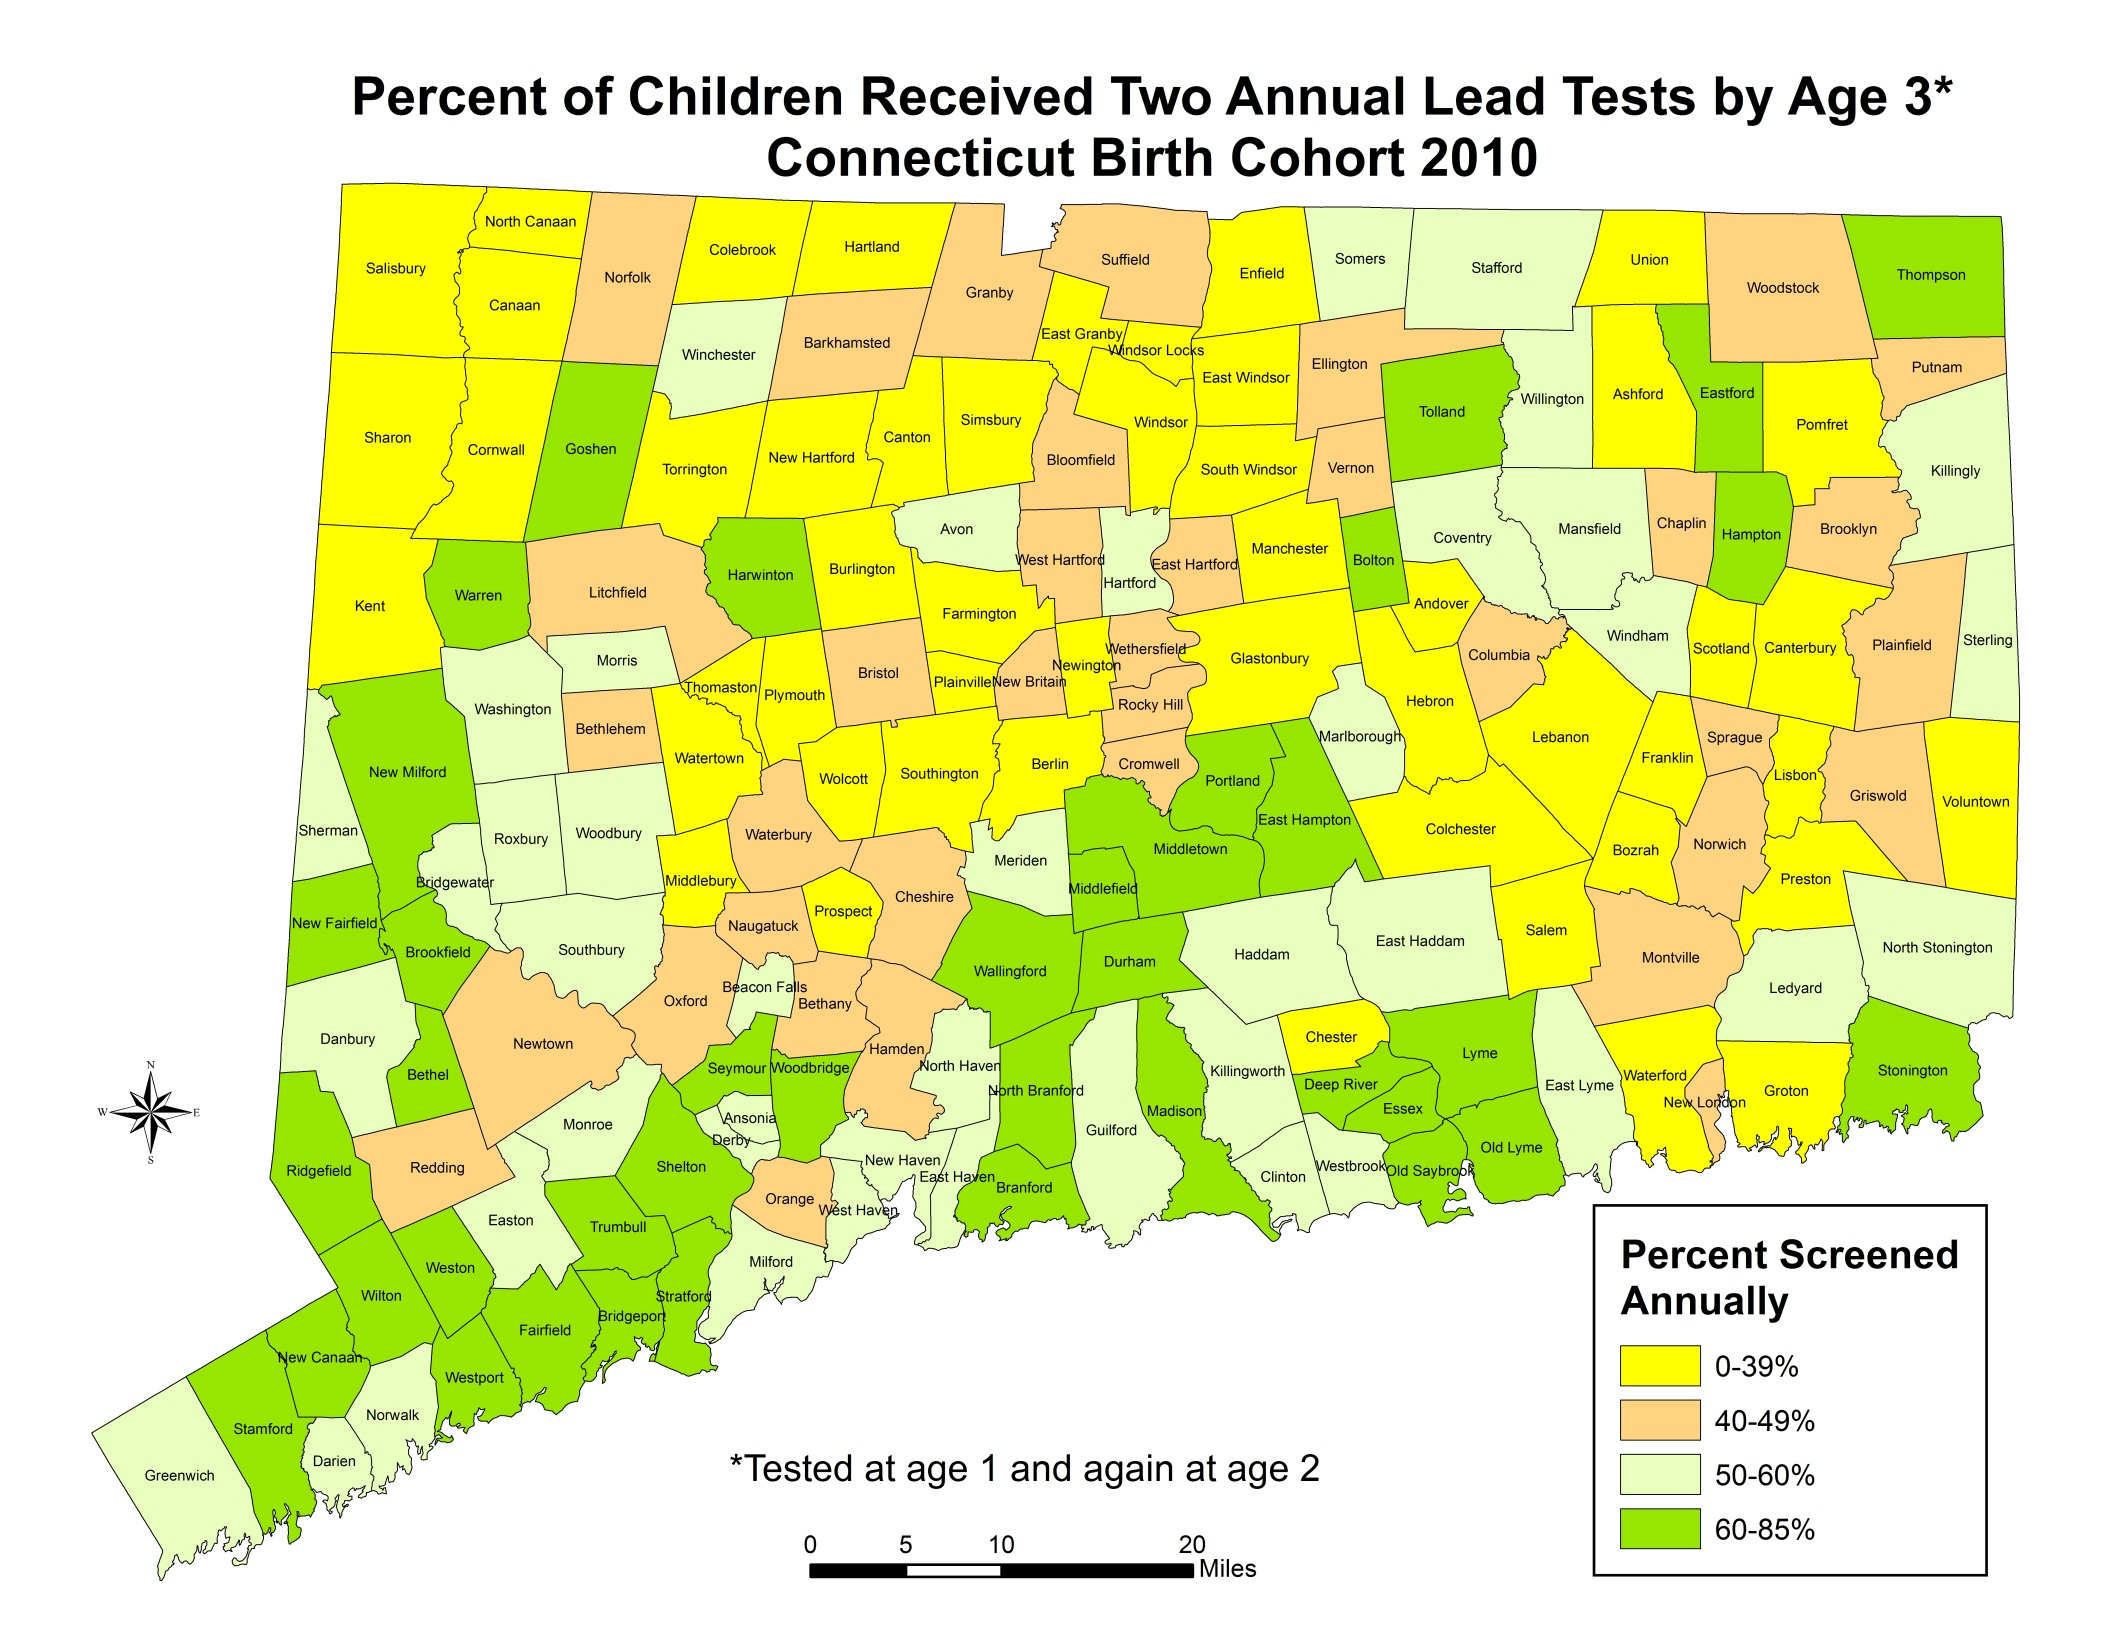 Percent of Children Received Two Annual Lead Tests by Age 3*
Connecticut Birth Cohort 2010
North Canaan
Colebrook
Hartland
Salisbury
Norfolk
Canaan
Granby
Suffield
Enfield
Somers
Stafford
Union
Woodstock
Thompson
Winchester
Barkhamsted
East Granby
Windsor Locks
East Windsor
Ellington
Putnam
Sharon
Cornwall
Goshen
Torrington
New Hartford
Canton
Simsbury
Bloomfield
Windsor
South Windsor
Vernon
Tolland
Willington
Ashford
Eastford
Pomfret
Killingly
Avon
West Hartford
Hartford
East Hartford
Manchester
Bolton
Coventry
Mansfield
Chaplin
Hampton
Brooklyn
Kent
Warren
Litchfield
Harwinton
Burlington
Farmington
Andover
Columbia
Windham
Scotland
Canterbury
Plainfield
Sterling
Morris
Washington
Bethlehem
Thomaston
Plymouth
Bristol
Plainville
New Britain
Newington
Wethersfield
Rocky Hill
Glastonbury
Marlborough
Hebron
Lebanon
Franklin
Sprague
Lisbon
Griswold
Voluntown
New Milford
Watertown
Wolcott
Southington
Berlin
Cromwell
Portland
East Hampton
Sherman
Roxbury
Woodbury
Waterbury
Cheshire
Meriden
Middletown
Middlefield
Colchester
Bozrah
Norwich
Preston
Bridgewater
Middlebury
Naugatuck
Prospect
New Fairfield
Brookfield
Southbury
Wallingford
Durham
Haddam
East Haddam
Salem
Montville
Ledyard
North Stonington
Danbury
Bethel
Newtown
Oxford
Beacon Falls
Bethany
Hamden
North Haven
North Branford
Guilford
Madison
Killingworth
Chester
Deep River
Essex
Lyme
East Lyme
Waterford
New London
Groton
Stonington
Seymour
Woodbridge
Ansonia
Derby
Monroe
Shelton
New Haven
East Haven
Branford
Clinton
Westbrook
Old Saybrook
Old Lyme
Ridgefield
Redding
Easton
Trumbull
Orange
West Haven
Milford
Wilton
Weston
Fairfield
Bridgeport
Stratford
New Canaan
Westport
Norwalk
Stamford
Darien
Greenwich
N
W
E
S
Percent Screened
Annually
0-39%
40-49%
50-60%
60-85%
*Tested at age 1 and again at age 2
0 5 10 20
Miles